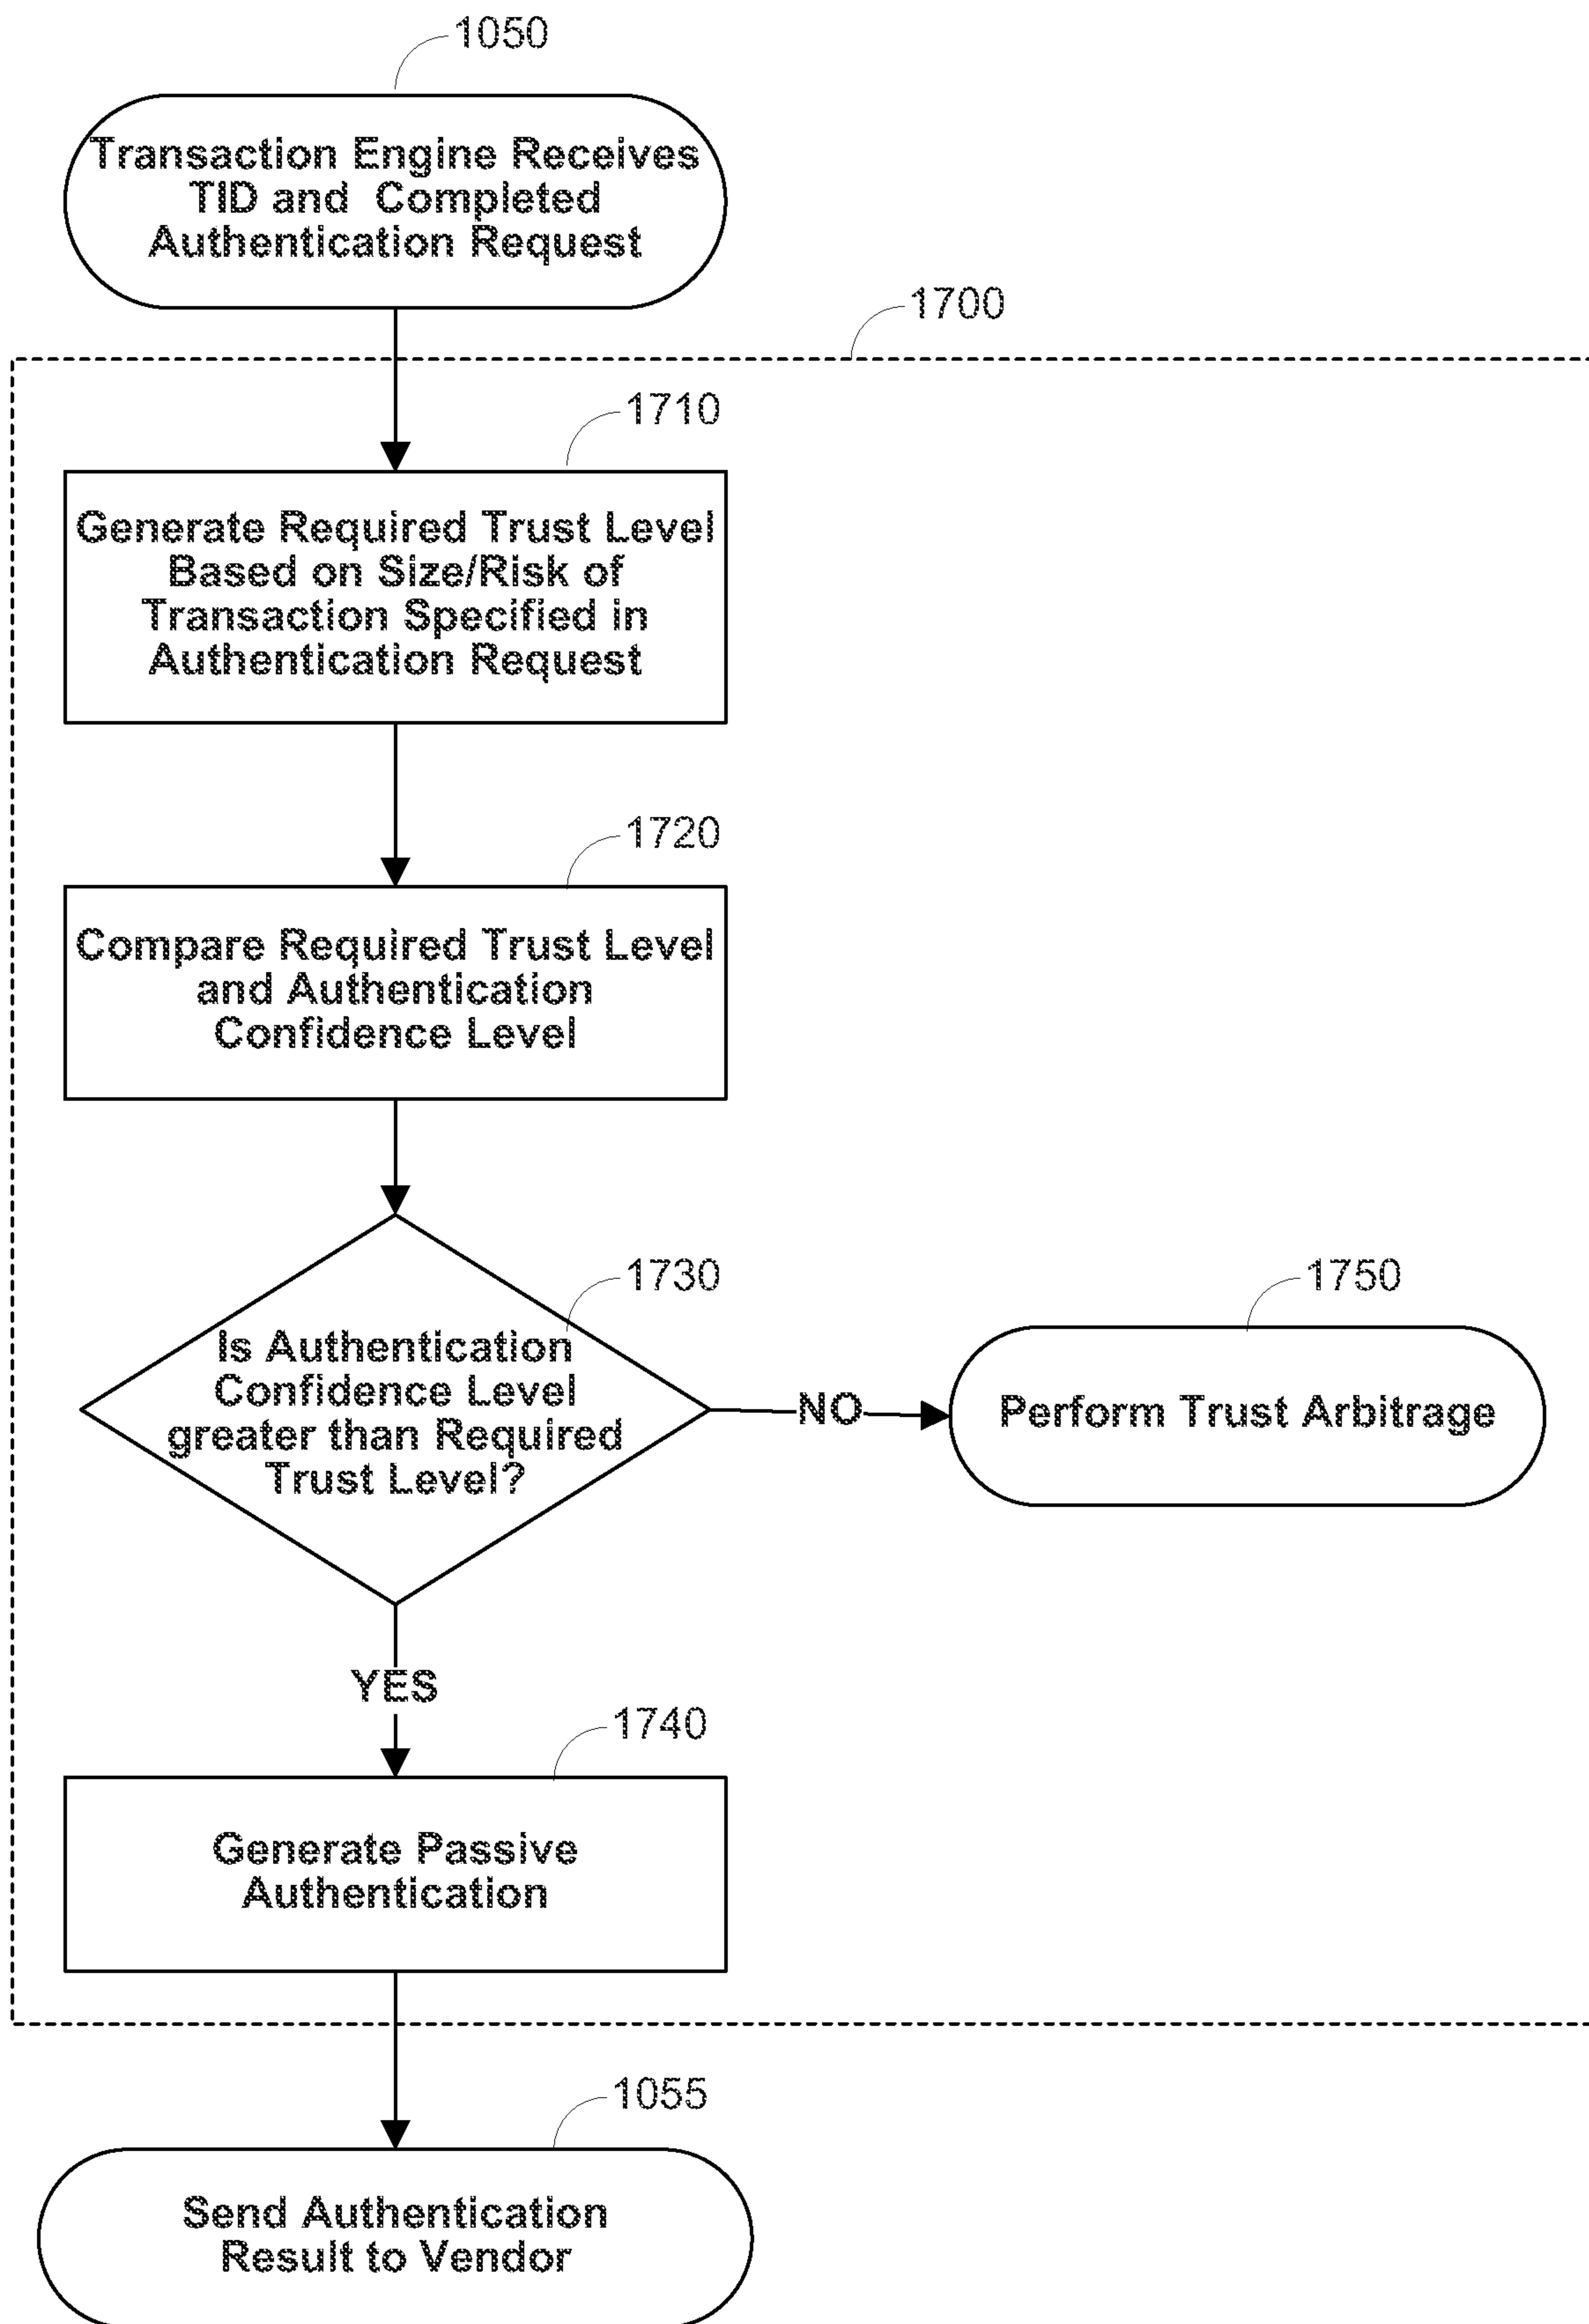 1050
Transaction Engine Receives
TID and Completed
Authentication Request
1700
1710
Generate Required Trust Level
Based on Size/Risk of
Transaction Specified in
Authentication Request
1720
Compare Required Trust Level
and Authentication
Confidence Level
1730
Is Authentication
Confidence Level
greater than Required
Trust Level?
NO
1750
Perform Trust Arbitrage
YES
1740
Generate Passive
Authentication
1055
Send Authentication
Result to Vendor